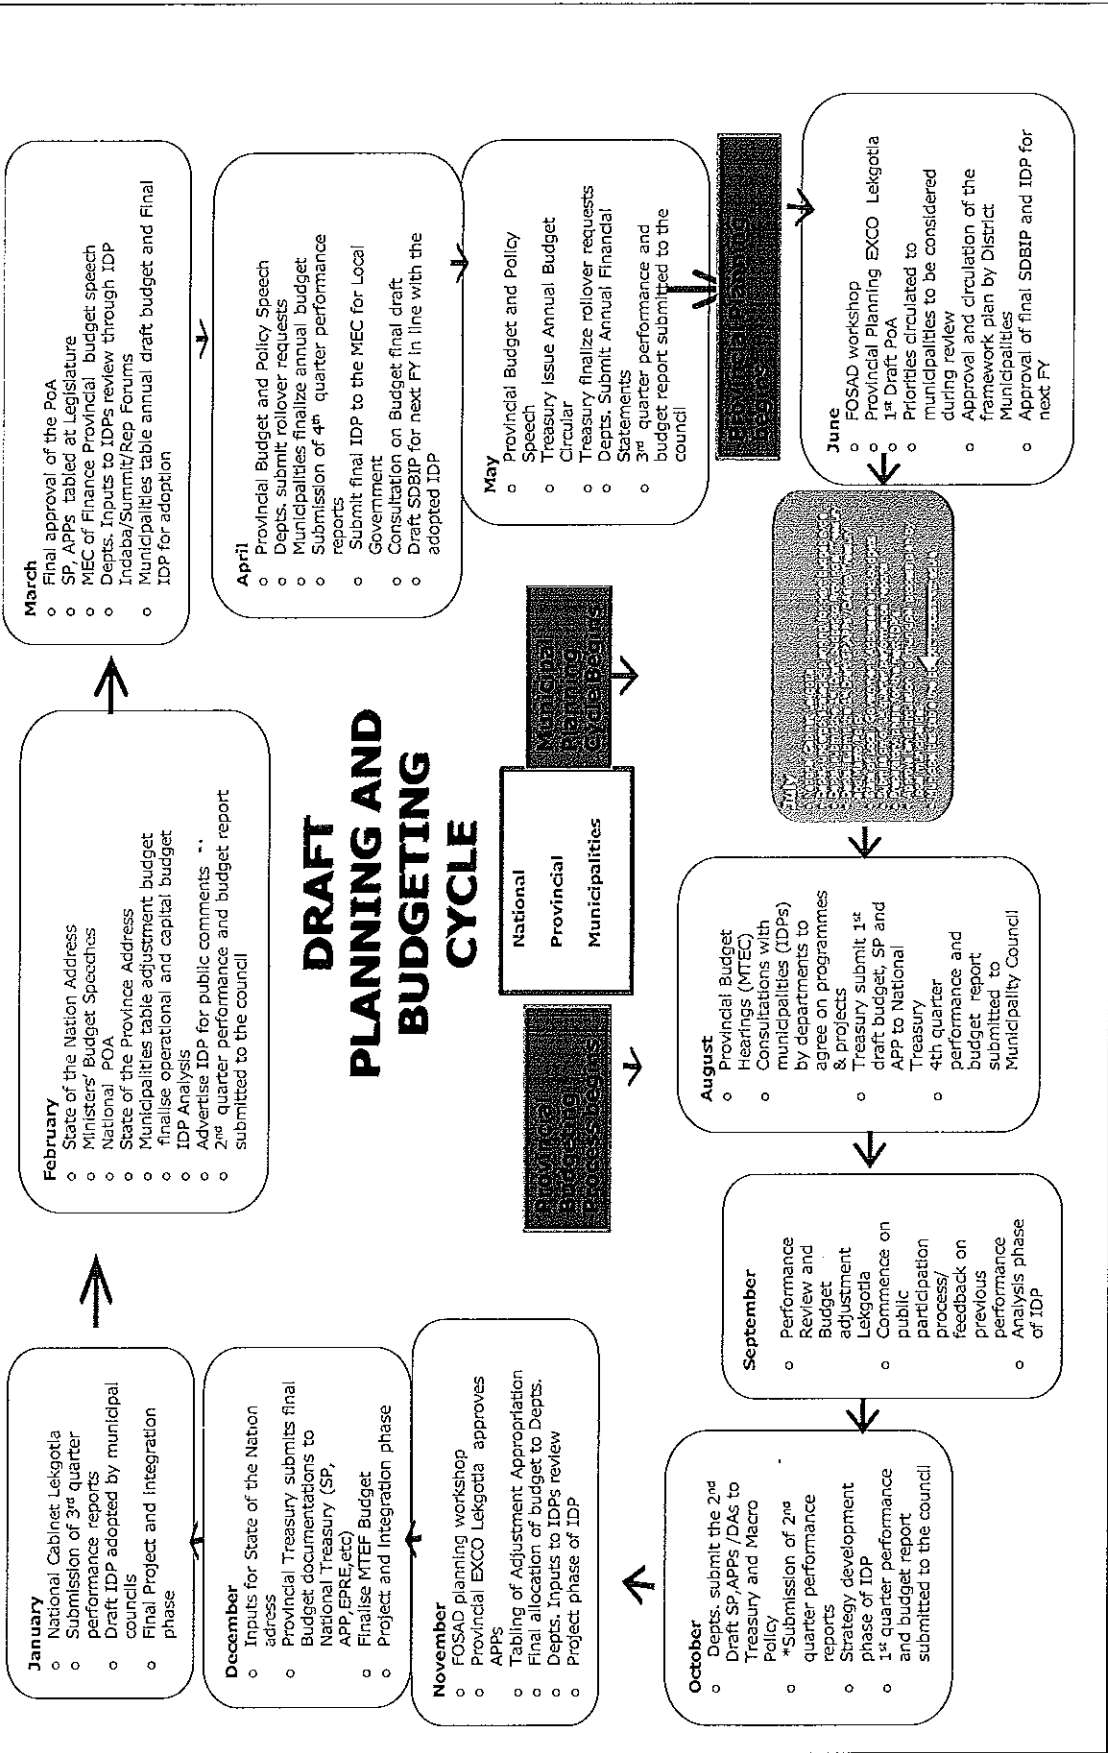 January
o National Cabinet Lekgotla
o Submission of 3rd quarter
performance reports
o Draft IDP adopted by municipal
councils
o Final Project and Integration
phase
February
o State of the Nation Address
o Ministers' Budget Speeches
o National POA
o State of the Province Address
o Municipalities table adjustment budget
o finalise operational and capital budget
o IDP Analysis
o Advertise IDP for public comments
o 2nd quarter performance and budget report
submitted to the council
March
o Final approval of the PoA
o SP, APPs tabled at Legislature
o MEC of Finance Provincial budget speech
o Depts. Inputs to IDPs review through IDP
Indaba/Summit/Rep Forums
o Municipalities table annual draft budget and Final
IDP for adoption
April
o Provincial Budget and Policy Speech
o Depts. submit rollover requests
o Municipalities finalize annual budget
o Submission of 4th quarter performance
reports
o Submit final IDP to the MEC for Local
Government
o Consultation on Budget final draft
o Draft SDBIP for next FY in line with the
adopted IDP
May
o Provincial Budget and Policy
Speech
o Treasury Issue Annual Budget
Circular
o Treasury finalize rollover requests
o Depts. Submit Annual Financial
Statements
o 3rd quarter performance and
budget report submitted to the
council
Provincial Planning
begins
June
o FOSAD workshop
o Provincial Planning EXCO Lekgotla
o 1st Draft PoA
o Priorities circulated to
municipalities to be considered
during review
o Approval and circulation of the
framework plan by District
Municipalities
o Approval of final SDBIP and IDP for
next FY
July
August
o Provincial Budget
Hearings (MTEC)
o Consultations with
municipalities (IDPs)
by departments to
agree on programmes
& projects
o Treasury submit 1st
draft budget, SP and
APP to National
Treasury
o 4th quarter
performance and
budget report
submitted to
Municipality Council
September
o Performance
Review and
Budget
adjustment
Lekgotla
o Commence on
public
participation
process/
feedback on
previous
performance
o Analysis phase
of IDP
October
o Depts. submit the 2nd
Draft SP,APPs /DAs to
Treasury and Macro
Policy
o *Submission of 2nd
quarter performance
reports
o Strategy development
phase of IDP
o 1st quarter performance
and budget report
submitted to the council
November
o FOSAD planning workshop
o Provincial EXCO Lekgotla approves
APPs
o Tabling of Adjustment Appropriation
o Final allocation of budget to Depts.
o Depts. Inputs to IDPs review
o Project phase of IDP
December
o Inputs for State of the Nation
adress
o Provincial Treasury submits final
Budget documentations to
National Treasury (SP,
APP,EPRE,etc)
o Finalise MTEF Budget
o Project and Integration phase
DRAFT
PLANNING AND
BUDGETING
CYCLE
Provincial
Budgeting
Process begins
National
Provincial
Municipalities
Municipal
Planning
Cycle Begins